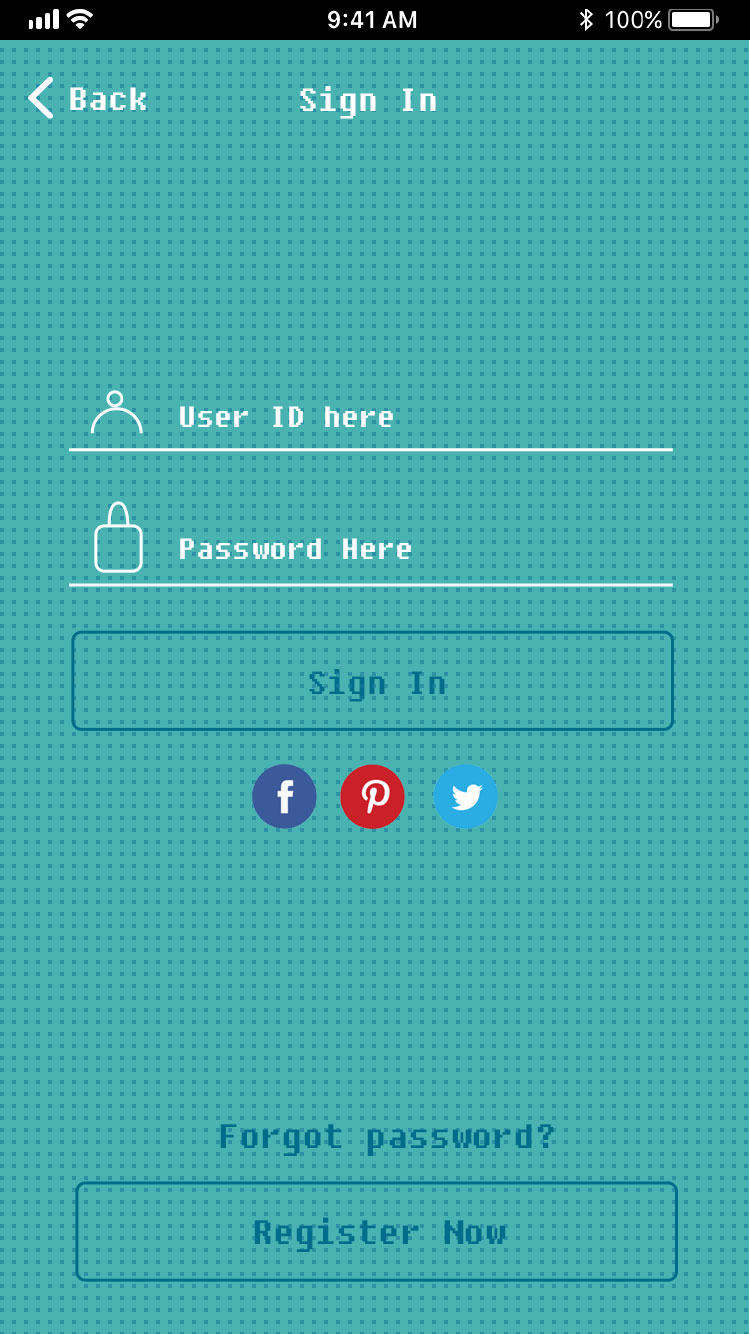 9:41 AM 100%
Back Sign In
User ID here
Password Here
Sign In
Forgot password?
Register Now